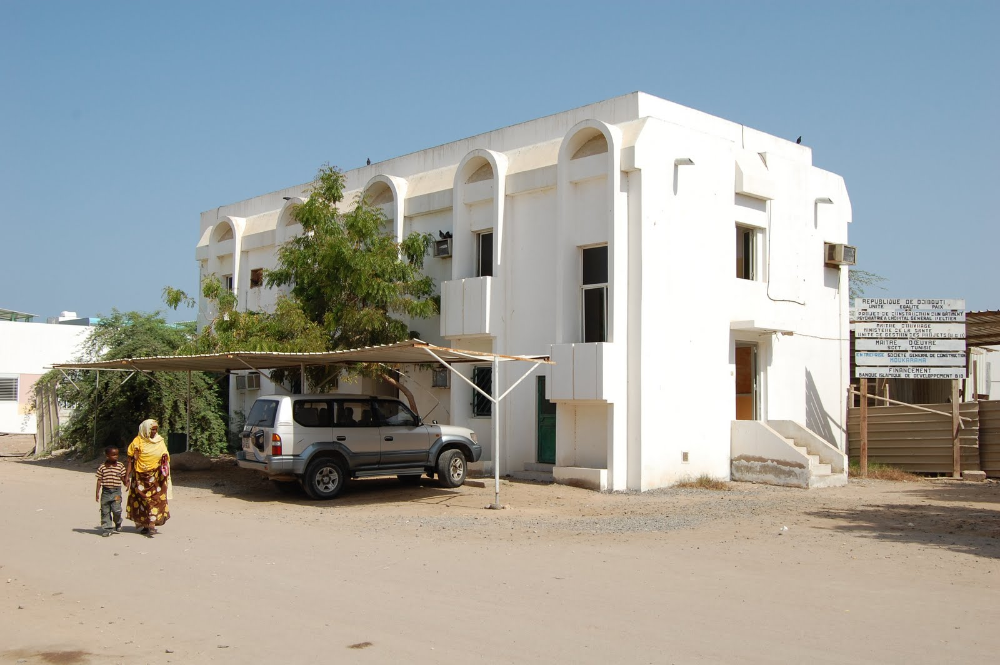 REPUBLIQUE DE DJIBOUTI
UNITE EGALITE PAIX
PROJET DE CONSTRUCTION D'UN BÂTIMENT
PSYCHIATRIE A L'HOPITAL GENERAL PELTIER
MAITRE D'OUVRAGE
MINISTERE DE LA SANTE
UNITE DE GESTION DES PROJETS (U.G.P)
MAITRE D'ŒUVRE
SCET - TUNISIE
ENTREPRISE SOCIETE GENERAL DE CONSTRUCTION
MOUKARAMA
FINANCEMENT
BANQUE ISLAMIQUE DE DEVELOPPEMENT BID